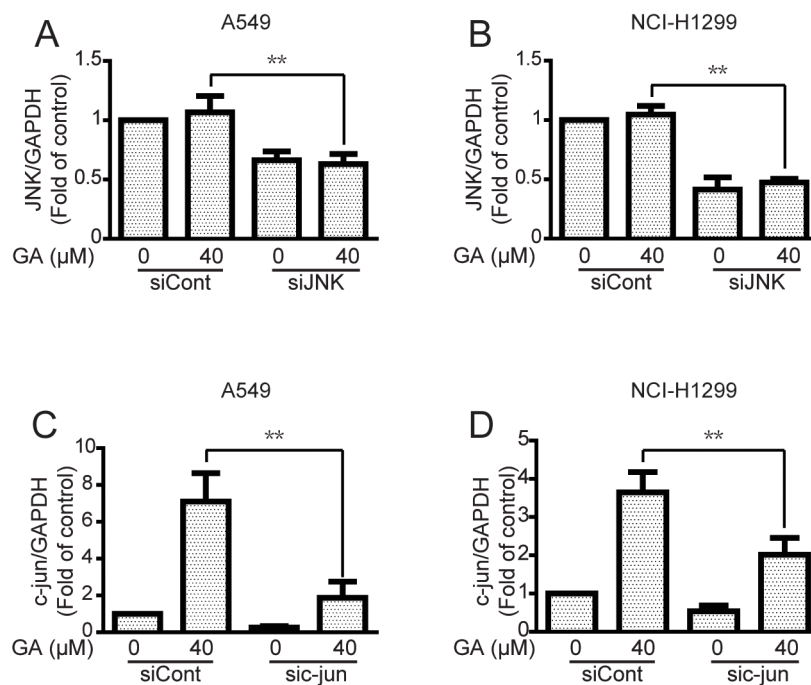 A
A549
JNK/GAPDH
(Fold of control)
1.5
1
0.5
0
**
GA (µM)
0
40
0
40
siCont
siJNK
B
NCI-H1299
JNK/GAPDH
(Fold of control)
1.5
1
0.5
0
**
GA (µM)
0
40
0
40
siCont
siJNK
C
A549
c-jun/GAPDH
(Fold of control)
10
8
6
4
2
0
**
GA (µM)
0
40
0
40
siCont
sic-jun
D
NCI-H1299
c-jun/GAPDH
(Fold of control)
5
4
3
2
1
0
**
GA (µM)
0
40
0
40
siCont
sic-jun